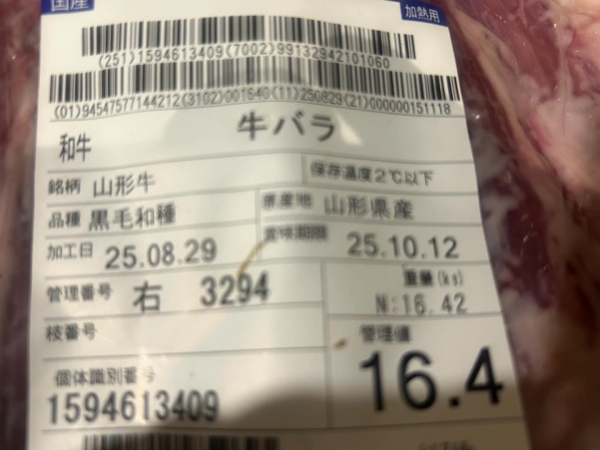 国産
加熱用
(251)1594613409(7002)99132942101060
(01)94547577144212(3102)001640(11)250829(21)000000151118
牛バラ
和牛
銘柄 山形牛
保存温度2℃以下
品種 黒毛和種
原産地 山形県産
加工日 25.08.29
賞味期限 25.10.12
管理番号 右 3294
重量(kg)
N:16.42
枝番号
管理値
16.4
個体識別番号
1594613409